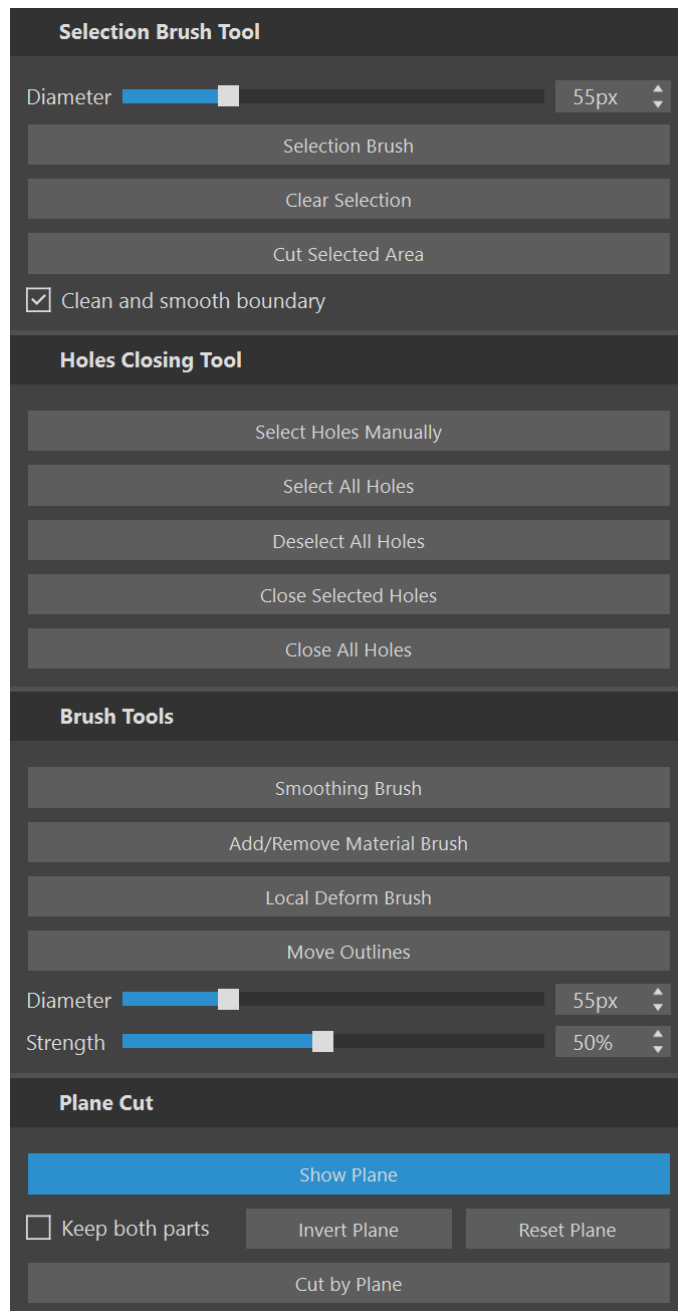 Selection Brush Tool
Diameter 55px
Selection Brush
Clear Selection
Cut Selected Area
Clean and smooth boundary
Holes Closing Tool
Select Holes Manually
Select All Holes
Deselect All Holes
Close Selected Holes
Close All Holes
Brush Tools
Smoothing Brush
Add/Remove Material Brush
Local Deform Brush
Move Outlines
Diameter 55px
Strength 50%
Plane Cut
Show Plane
Keep both parts Invert Plane Reset Plane
Cut by Plane